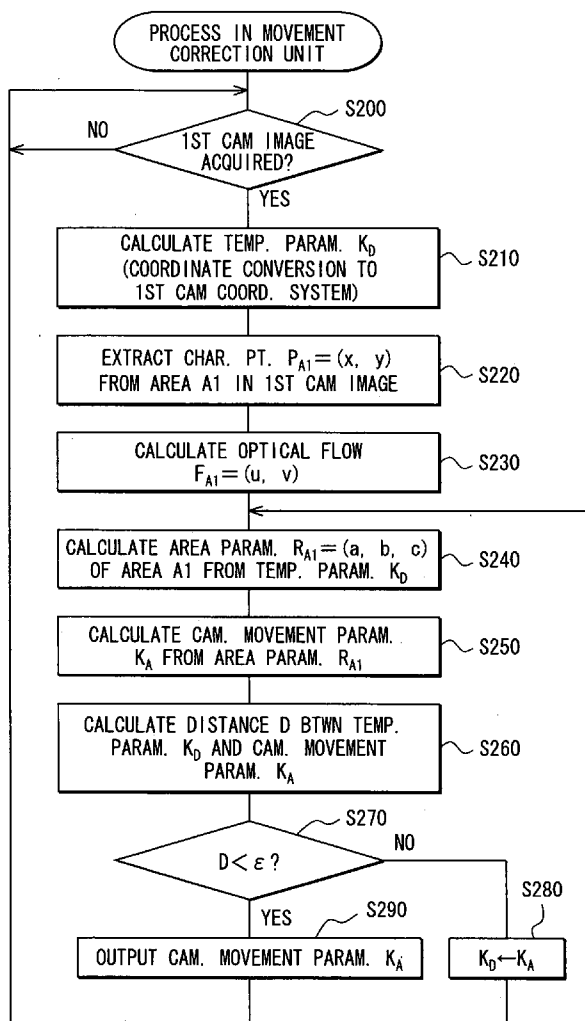 PROCESS IN MOVEMENT
CORRECTION UNIT
S200
NO
1ST CAM IMAGE
ACQUIRED?
YES
CALCULATE TEMP. PARAM. K_D
(COORDINATE CONVERSION TO
1ST CAM COORD. SYSTEM)
S210
EXTRACT CHAR. PT. P_A1=(x, y)
FROM AREA A1 IN 1ST CAM IMAGE
S220
CALCULATE OPTICAL FLOW
F_A1=(u, v)
S230
CALCULATE AREA PARAM. R_A1=(a, b, c)
OF AREA A1 FROM TEMP. PARAM. K_D
S240
CALCULATE CAM. MOVEMENT PARAM.
K_A FROM AREA PARAM. R_A1
S250
CALCULATE DISTANCE D BTWN TEMP.
PARAM. K_D AND CAM. MOVEMENT
PARAM. K_A
S260
S270
D<ε?
NO
YES
S290
S280
OUTPUT CAM. MOVEMENT PARAM. K_A
K_D←K_A